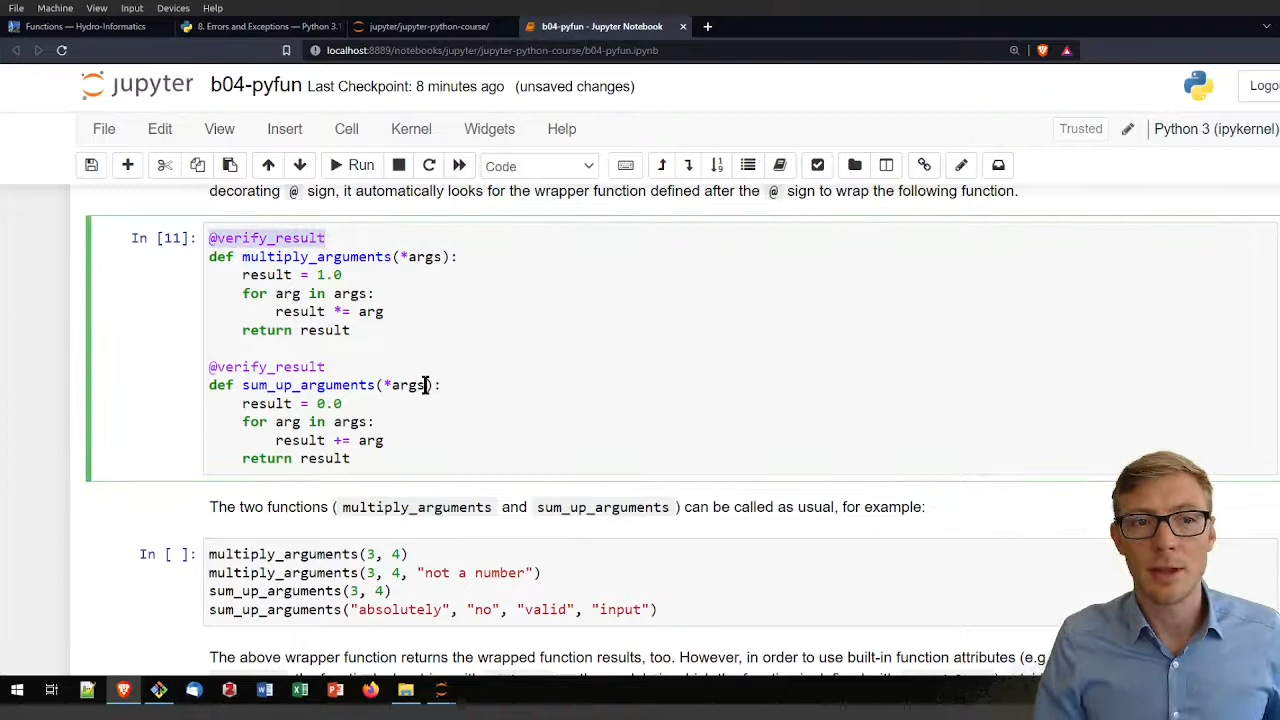 File Machine View Input Devices Help
Functions — Hydro-Informatics
8. Errors and Exceptions — Python 3.
jupyter/jupyter-python-course/
b04-pyfun - Jupyter Notebook
localhost:8889/notebooks/jupyter/jupyter-python-course/b04-pyfun.ipynb
jupyter b04-pyfun Last Checkpoint: 8 minutes ago (unsaved changes)
File Edit View Insert Cell Kernel Widgets Help Trusted Python 3 (ipykernel)
Run Code
decorating @ sign, it automatically looks for the wrapper function defined after the @ sign to wrap the following function.
In [11]: @verify_result
def multiply_arguments(*args):
result = 1.0
for arg in args:
result *= arg
return result
@verify_result
def sum_up_arguments(*args):
result = 0.0
for arg in args:
result += arg
return result
The two functions ( multiply_arguments and sum_up_arguments ) can be called as usual, for example:
In [ ]: multiply_arguments(3, 4)
multiply_arguments(3, 4, "not a number")
sum_up_arguments(3, 4)
sum_up_arguments("absolutely", "no", "valid", "input")
The above wrapper function returns the wrapped function results, too. However, in order to use built-in function attributes (e.g